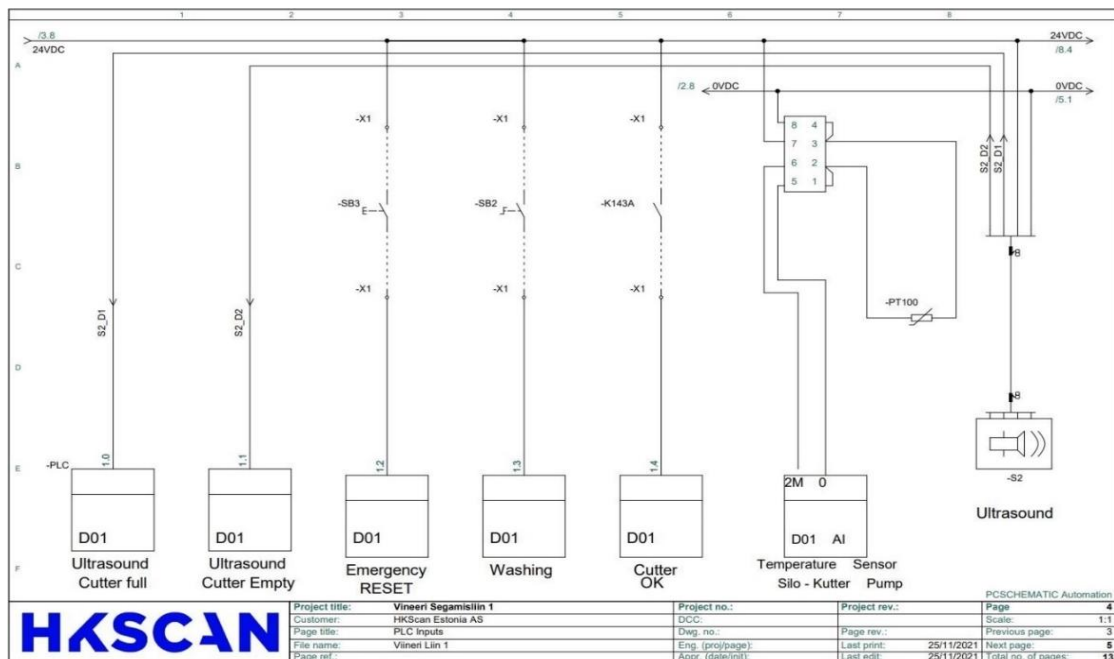 1 2 3 4 5 6 7 8
/3.8
24VDC
24VDC
/8.4
A
/2.8
0VDC
0VDC
/5.1
-X1
-X1
-X1
8 4
7 3
6 2
5 1
S2_D2
S2_D1
B
-SB3
-SB2
-K143A
C
-X1
-X1
-X1
S2_D1
S2_D2
-PT100
D
E
-PLC
1.0
1.1
1.2
1.3
1.4
2M 0
-S2
Ultrasound
D01
D01
D01
D01
D01
D01 AI
F
Ultrasound
Cutter full
Ultrasound
Cutter Empty
Emergency
RESET
Washing
Cutter
OK
Temperature Sensor
Silo - Kutter Pump
PCSCHEMATIC Automation
HKSCAN
Project title: Vineeri Segamisliin 1 Project no.: Project rev.: Page 4
Customer: HKScan Estonia AS DCC: Scale: 1:1
Page title: PLC Inputs Dwg. no.: Page rev.: Previous page: 3
File name: Viineri Liin 1 Eng. (proj/page): Last print: 25/11/2021 Next page: 5
Page ref.: Appr. (date/init): Last edit: 25/11/2021 Total no. of pages: 13